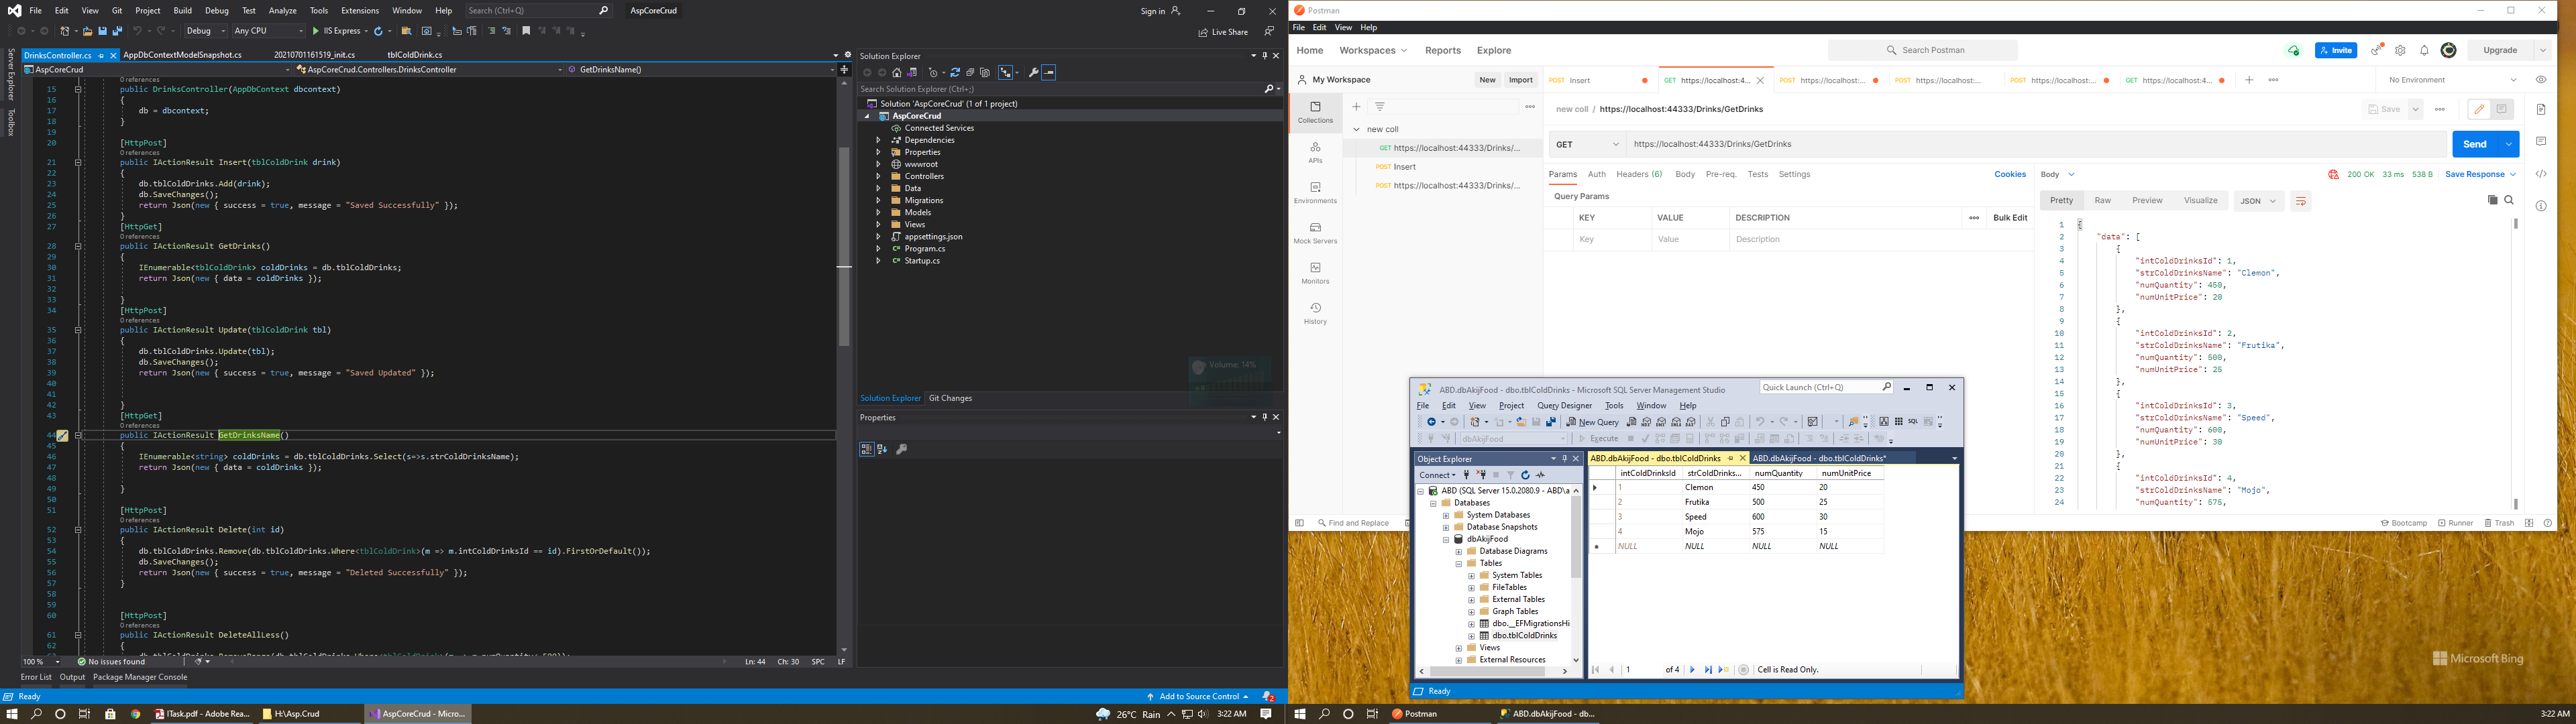 File Edit View Git Project Build Debug Test Analyze Tools Extensions Window Help Search (Ctrl+Q) AspCoreCrud Sign in
Debug Any CPU IIS Express Live Share
Server Explorer
Toolbox
DrinksController.cs AppDbContextModelSnapshot.cs 20210701161519_init.cs tblColdDrink.cs
AspCoreCrud AspCoreCrud.Controllers.DrinksController GetDrinksName()
0 references
15 public DrinksController(AppDbContext dbcontext)
16 {
17 db = dbcontext;
18 }
19
20 [HttpPost]
0 references
21 public IActionResult Insert(tblColdDrink drink)
22 {
23 db.tblColdDrinks.Add(drink);
24 db.SaveChanges();
25 return Json(new { success = true, message = "Saved Successfully" });
26 }
27 [HttpGet]
0 references
28 public IActionResult GetDrinks()
29 {
30 IEnumerable<tblColdDrink> coldDrinks = db.tblColdDrinks;
31 return Json(new { data = coldDrinks });
32
33 }
34 [HttpPost]
0 references
35 public IActionResult Update(tblColdDrink tbl)
36 {
37 db.tblColdDrinks.Update(tbl);
38 db.SaveChanges();
39 return Json(new { success = true, message = "Saved Updated" });
40
41
42 }
43 [HttpGet]
0 references
44 public IActionResult GetDrinksName()
45 {
46 IEnumerable<string> coldDrinks = db.tblColdDrinks.Select(s=>s.strColdDrinksName);
47 return Json(new { data = coldDrinks });
48
49 }
50
51 [HttpPost]
0 references
52 public IActionResult Delete(int id)
53 {
54 db.tblColdDrinks.Remove(db.tblColdDrinks.Where<tblColdDrink>(m => m.intColdDrinksId == id).FirstOrDefault());
55 db.SaveChanges();
56 return Json(new { success = true, message = "Deleted Successfully" });
57 }
58
59
60 [HttpPost]
0 references
61 public IActionResult DeleteAllLess()
62 {
100 % No issues found Ln: 44 Ch: 30 SPC LF
Error List Output Package Manager Console
Ready Add to Source Control 2
Solution Explorer
Search Solution Explorer (Ctrl+;)
Solution 'AspCoreCrud' (1 of 1 project)
AspCoreCrud
Connected Services
Dependencies
Properties
wwwroot
Controllers
Data
Migrations
Models
Views
appsettings.json
Program.cs
Startup.cs
Volume: 14%
Solution Explorer Git Changes
Properties
ITask.pdf - Adobe Rea... H:\Asp.Crud AspCoreCrud - Micro... 26°C Rain 3:22 AM
Postman
File Edit View Help
Home Workspaces Reports Explore Search Postman Invite Upgrade
My Workspace New Import
POST Insert GET https://localhost:4... POST https://localhost:... POST https://localhost:... POST https://localhost:... GET https://localhost:4... No Environment
Collections
APIs
Environments
Mock Servers
Monitors
History
new coll
GET https://localhost:44333/Drinks/...
POST Insert
POST https://localhost:44333/Drinks/...
new coll / https://localhost:44333/Drinks/GetDrinks Save
GET https://localhost:44333/Drinks/GetDrinks Send
Params Auth Headers (6) Body Pre-req. Tests Settings Cookies
Query Params
KEY VALUE DESCRIPTION Bulk Edit
Key Value Description
Body 200 OK 33 ms 538 B Save Response
Pretty Raw Preview Visualize JSON
1 {
2 "data": [
3 {
4 "intColdDrinksId": 1,
5 "strColdDrinksName": "Clemon",
6 "numQuantity": 450,
7 "numUnitPrice": 20
8 },
9 {
10 "intColdDrinksId": 2,
11 "strColdDrinksName": "Frutika",
12 "numQuantity": 500,
13 "numUnitPrice": 25
14 },
15 {
16 "intColdDrinksId": 3,
17 "strColdDrinksName": "Speed",
18 "numQuantity": 600,
19 "numUnitPrice": 30
20 },
21 {
22 "intColdDrinksId": 4,
23 "strColdDrinksName": "Mojo",
24 "numQuantity": 575,
Find and Replace Bootcamp Runner Trash
ABD.dbAkijFood - dbo.tblColdDrinks - Microsoft SQL Server Management Studio Quick Launch (Ctrl+Q)
File Edit View Project Query Designer Tools Window Help
New Query
dbAkijFood Execute
Object Explorer
Connect
ABD (SQL Server 15.0.2080.9 - ABD\a
Databases
System Databases
Database Snapshots
dbAkijFood
Database Diagrams
Tables
System Tables
FileTables
External Tables
Graph Tables
dbo.__EFMigrationsHi
dbo.tblColdDrinks
Views
External Resources
ABD.dbAkijFood - dbo.tblColdDrinks ABD.dbAkijFood - dbo.tblColdDrinks*
intColdDrinksId strColdDrinks... numQuantity numUnitPrice
1 Clemon 450 20
2 Frutika 500 25
3 Speed 600 30
4 Mojo 575 15
NULL NULL NULL NULL
1 of 4 Cell is Read Only.
Ready
Microsoft Bing
Postman ABD.dbAkijFood - db... 3:22 AM